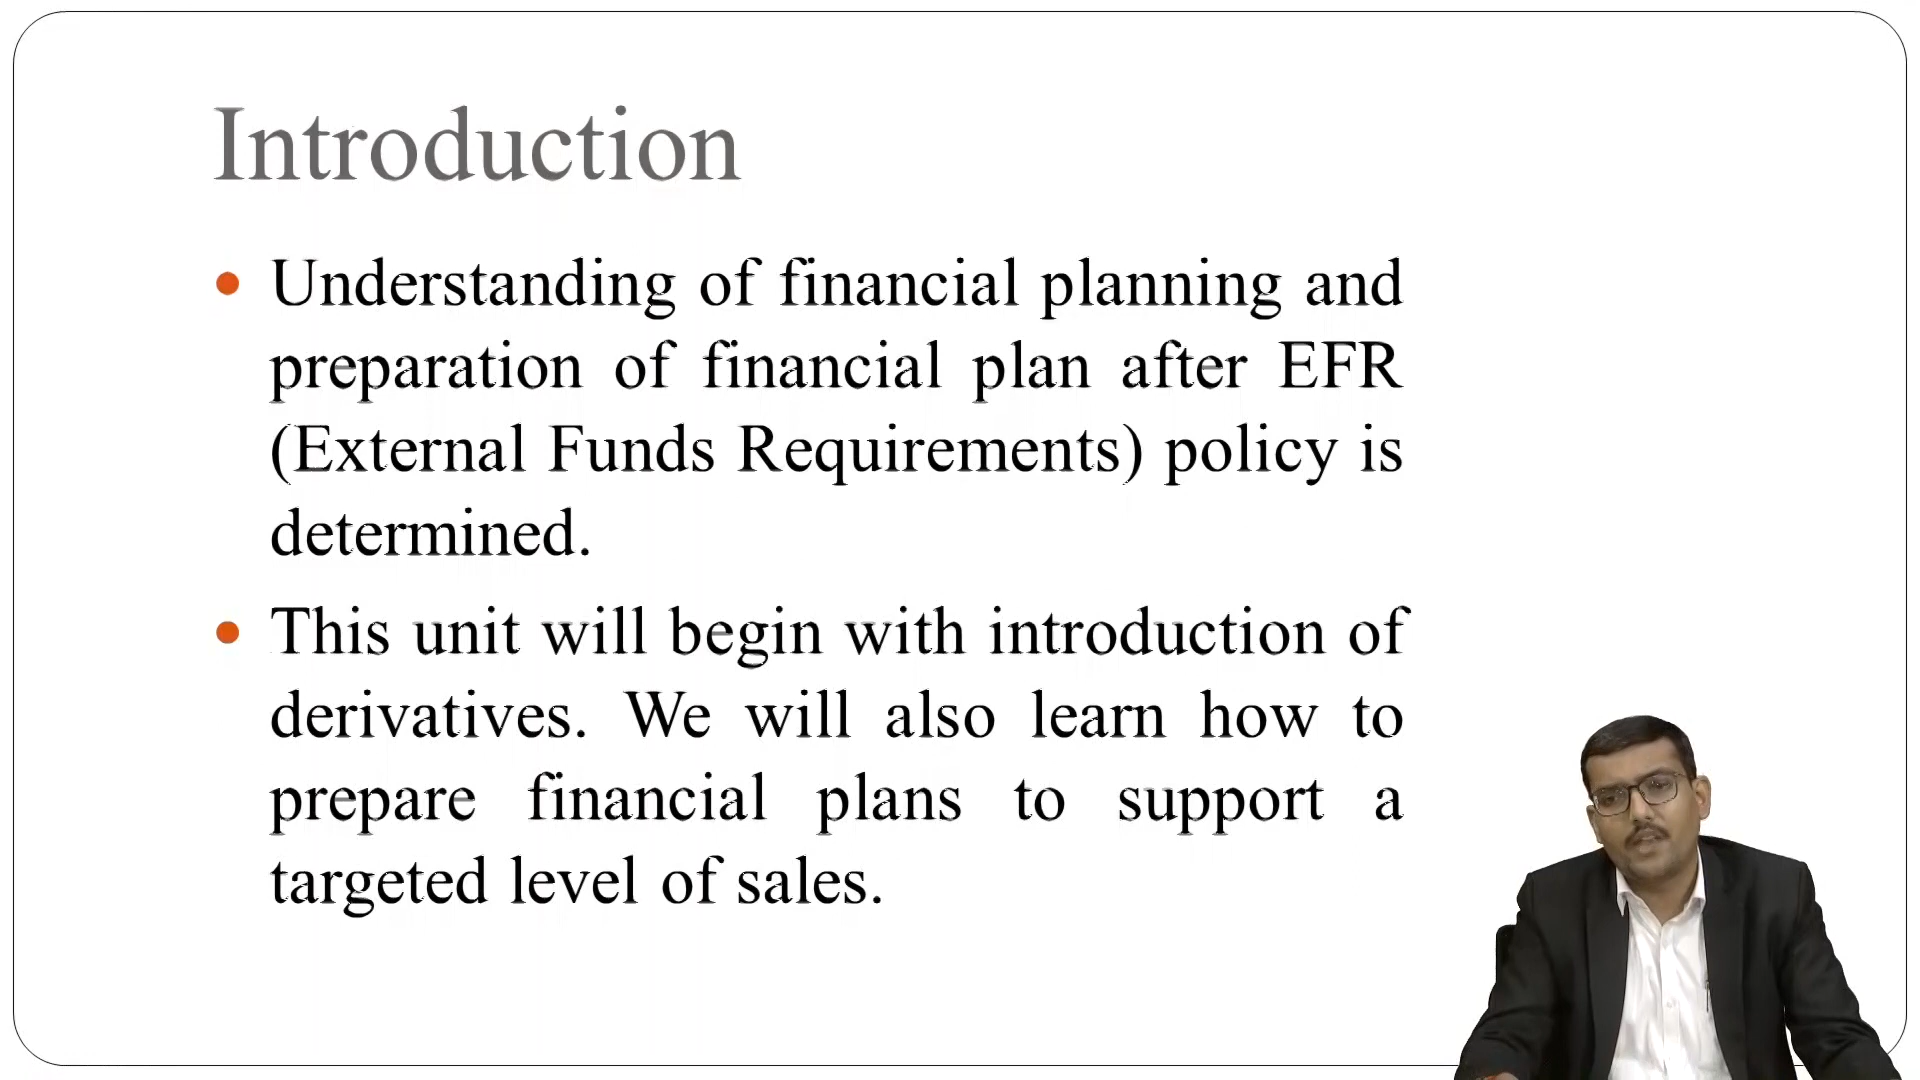 Introduction
• Understanding of financial planning and
preparation of financial plan after EFR
(External Funds Requirements) policy is
determined.
• This unit will begin with introduction of
derivatives. We will also learn how to
prepare financial plans to support a
targeted level of sales.